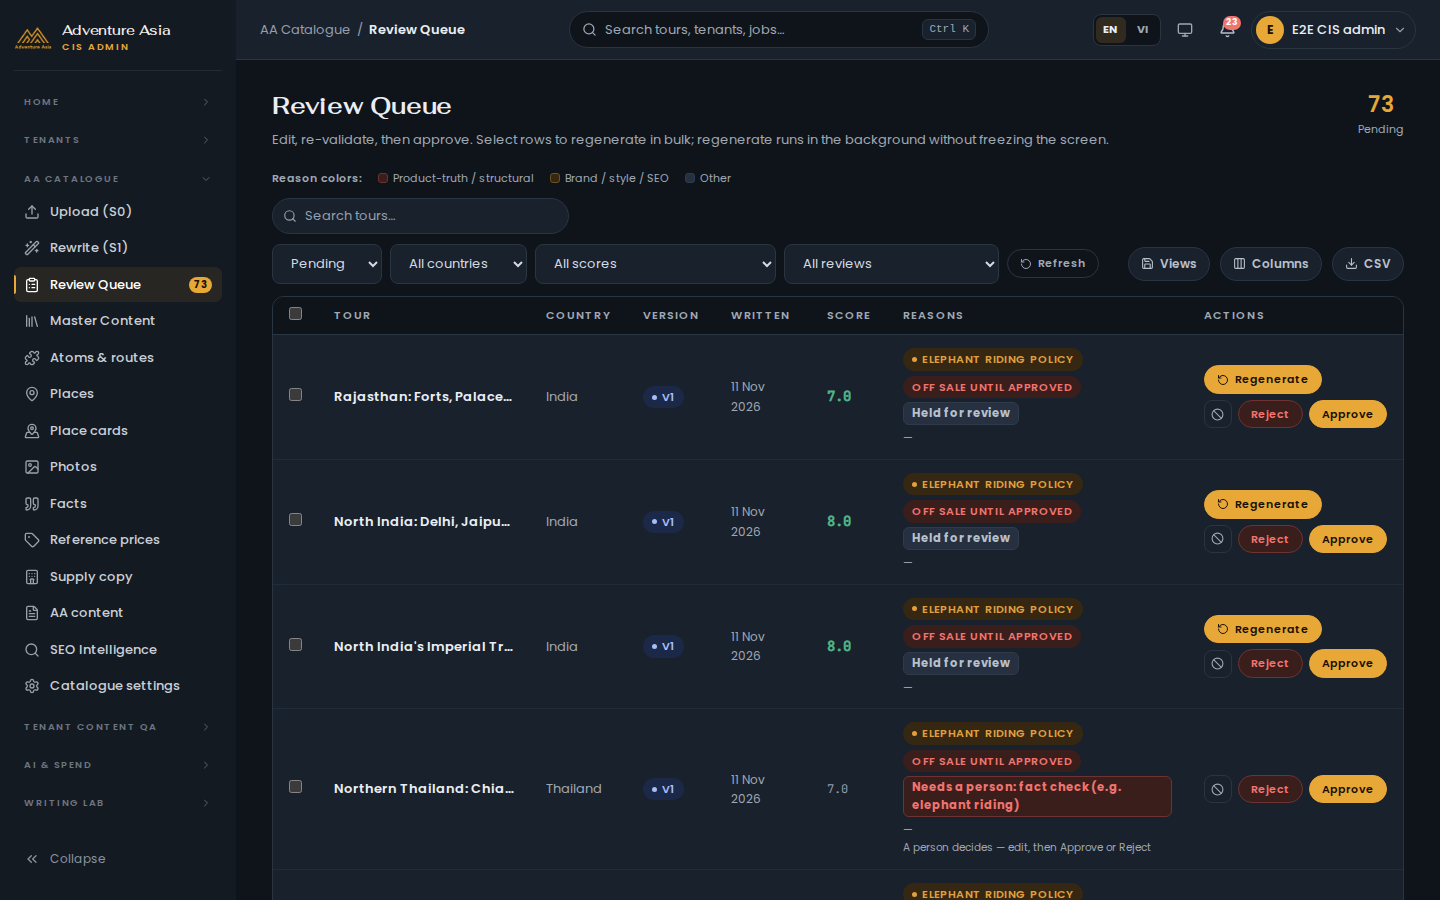 Adventure Asia
CIS ADMIN
Adventure Asia
AA Catalogue / Review Queue
Search tours, tenants, jobs... Ctrl K
EN VI
23
E E2E CIS admin
HOME
TENANTS
AA CATALOGUE
Upload (S0)
Rewrite (S1)
Review Queue 73
Master Content
Atoms & routes
Places
Place cards
Photos
Facts
Reference prices
Supply copy
AA content
SEO Intelligence
Catalogue settings
TENANT CONTENT QA
AI & SPEND
WRITING LAB
Collapse
Review Queue
73
Pending
Edit, re-validate, then approve. Select rows to regenerate in bulk; regenerate runs in the background without freezing the screen.
Reason colors: Product-truth / structural Brand / style / SEO Other
Search tours...
Pending All countries All scores All reviews Refresh Views Columns CSV
TOUR COUNTRY VERSION WRITTEN SCORE REASONS ACTIONS
Rajasthan: Forts, Palace... India V1 11 Nov 2026 7.0
ELEPHANT RIDING POLICY
OFF SALE UNTIL APPROVED
Held for review
—
Regenerate
Reject Approve
North India: Delhi, Jaipu... India V1 11 Nov 2026 8.0
ELEPHANT RIDING POLICY
OFF SALE UNTIL APPROVED
Held for review
—
Regenerate
Reject Approve
North India's Imperial Tr... India V1 11 Nov 2026 8.0
ELEPHANT RIDING POLICY
OFF SALE UNTIL APPROVED
Held for review
—
Regenerate
Reject Approve
Northern Thailand: Chia... Thailand V1 11 Nov 2026 7.0
ELEPHANT RIDING POLICY
OFF SALE UNTIL APPROVED
Needs a person: fact check (e.g.
elephant riding)
—
A person decides — edit, then Approve or Reject
Reject Approve
ELEPHANT RIDING POLICY